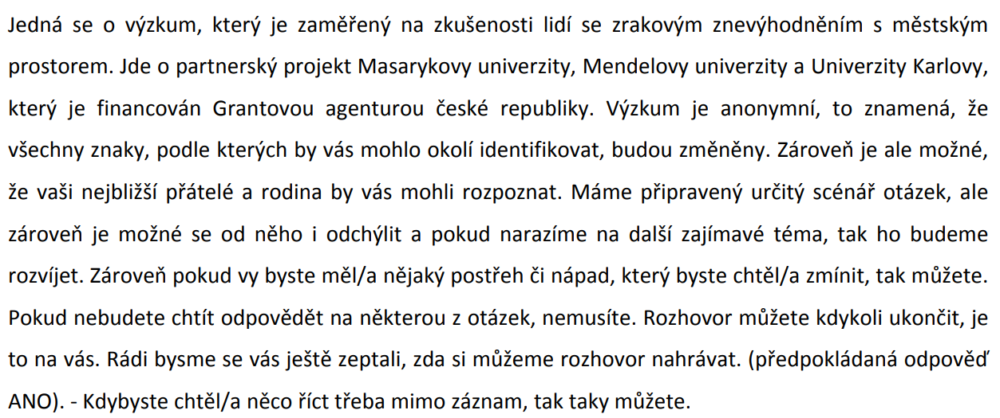 Jedná se o výzkum, který je zaměřený na zkušenosti lidí se zrakovým znevýhodněním s městským
prostorem. Jde o partnerský projekt Masarykovy univerzity, Mendelovy univerzity a Univerzity Karlovy,
který je financován Grantovou agenturou české republiky. Výzkum je anonymní, to znamená, že
všechny znaky, podle kterých by vás mohlo okolí identifikovat, budou změněny. Zároveň je ale možné,
že vaši nejbližší přátelé a rodina by vás mohli rozpoznat. Máme připravený určitý scénář otázek, ale
zároveň je možné se od něho i odchýlit a pokud narazíme na další zajímavé téma, tak ho budeme
rozvíjet. Zároveň pokud vy byste měl/a nějaký postřeh či nápad, který byste chtěl/a zmínit, tak můžete.
Pokud nebudete chtít odpovědět na některou z otázek, nemusíte. Rozhovor můžete kdykoli ukončit, je
to na vás. Rádi bysme se vás ještě zeptali, zda si můžeme rozhovor nahrávat. (předpokládaná odpověď
ANO). - Kdybyste chtěl/a něco říct třeba mimo záznam, tak taky můžete.